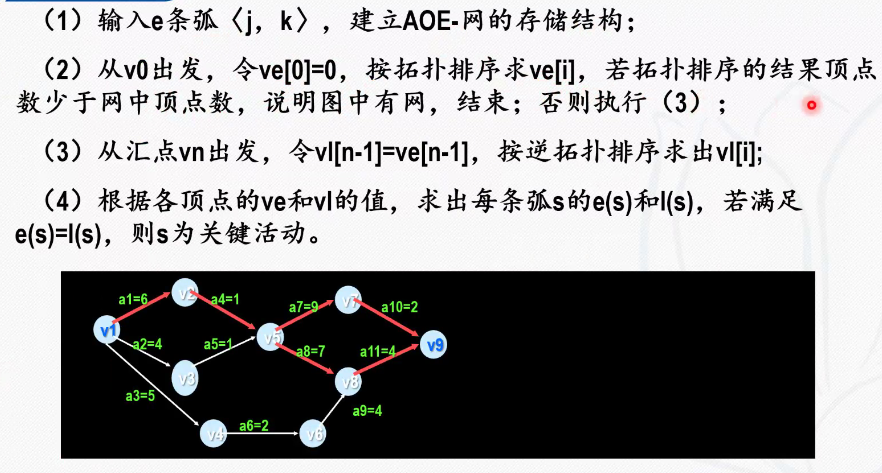 （1）输入e条弧〈j，k〉，建立AOE-网的存储结构；
（2）从v0出发，令ve[0]=0，按拓扑排序求ve[i]，若拓扑排序的结果顶点
数少于网中顶点数，说明图中有网，结束；否则执行（3）；
（3）从汇点vn出发，令vl[n-1]=ve[n-1]，按逆拓扑排序求出vl[i];
（4）根据各顶点的ve和vl的值，求出每条弧s的e(s)和l(s)，若满足
e(s)=l(s)，则s为关键活动。
v2
v7
a1=6
a4=1
a7=9
a10=2
v1
v5
v9
a2=4
a5=1
a8=7
a11=4
v3
v8
a3=5
a9=4
v4
a6=2
v6